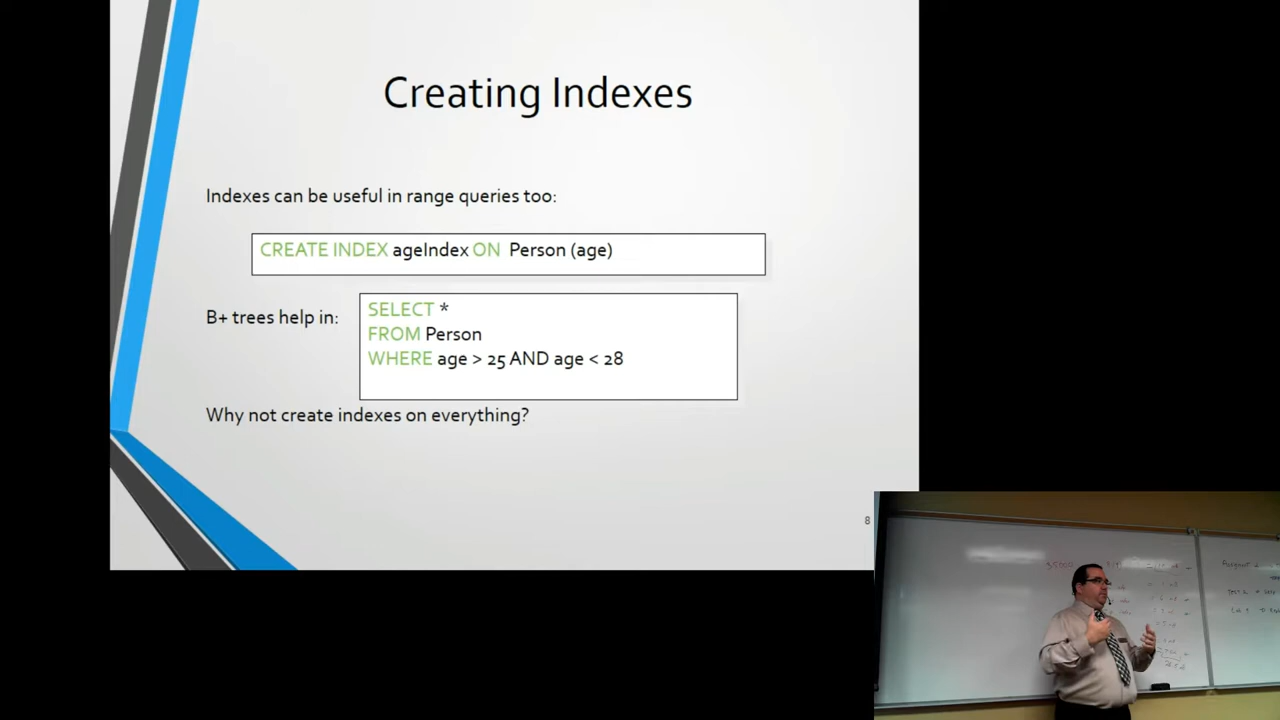 Creating Indexes
Indexes can be useful in range queries too:
CREATE INDEX ageIndex ON Person (age)
B+ trees help in:
SELECT *
FROM Person
WHERE age > 25 AND age < 28
Why not create indexes on everything?
8